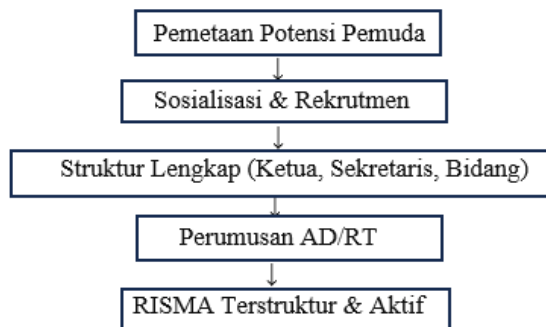 Pemetaan Potensi Pemuda
Sosialisasi & Rekrutmen
Struktur Lengkap (Ketua, Sekretaris, Bidang)
Perumusan AD/RT
RISMA Terstruktur & Aktif